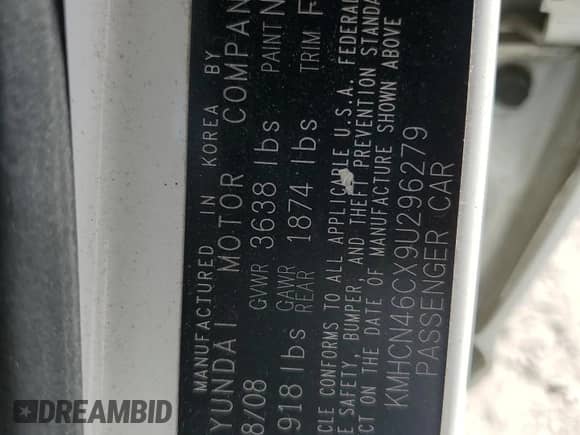 MANUFACTURED IN KOREA BY
YUNDAI MOTOR COMPAN
8/08 GVWR 3638 lbs PAINT N
918 lbs GAWR REAR 1874 lbs TRIM F
CLE CONFORMS TO ALL APPLICABLE U.S.A. FEDERAL
E SAFETY, BUMPER, AND THEFT PREVENTION STANDA
CT ON THE DATE OF MANUFACTURE SHOWN ABOVE
KMHCN46CX9U296279
PASSENGER CAR
DREAMBID